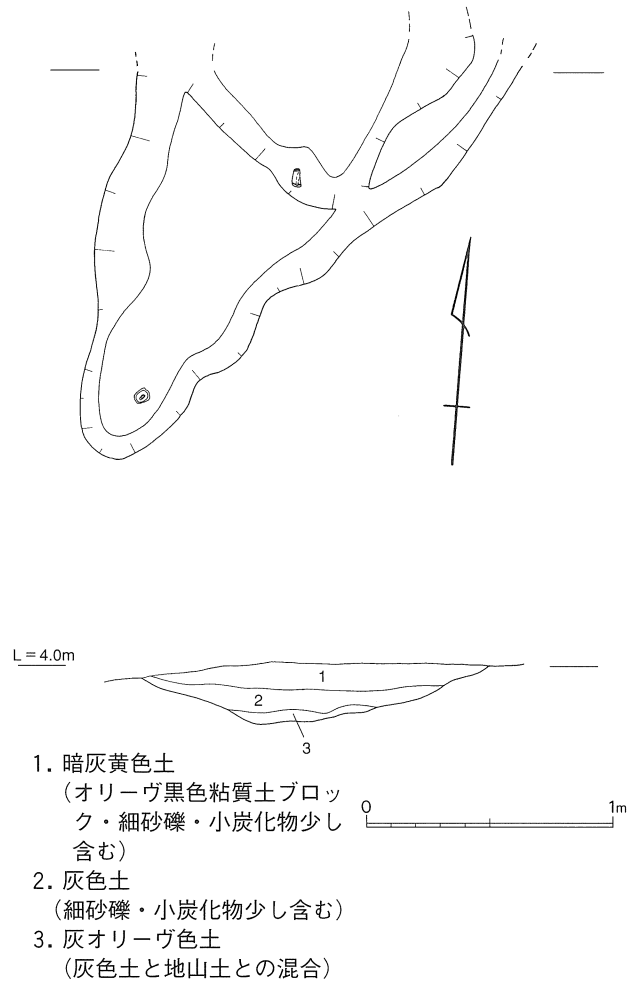 L=4.0m
1
2
3
1. 暗灰黄色土
(オリーヴ黒色粘質土ブロッ
ク・細砂礫・小炭化物少し
含む)
2. 灰色土
(細砂礫・小炭化物少し含む)
3. 灰オリーヴ色土
(灰色土と地山土との混合)
0 1m